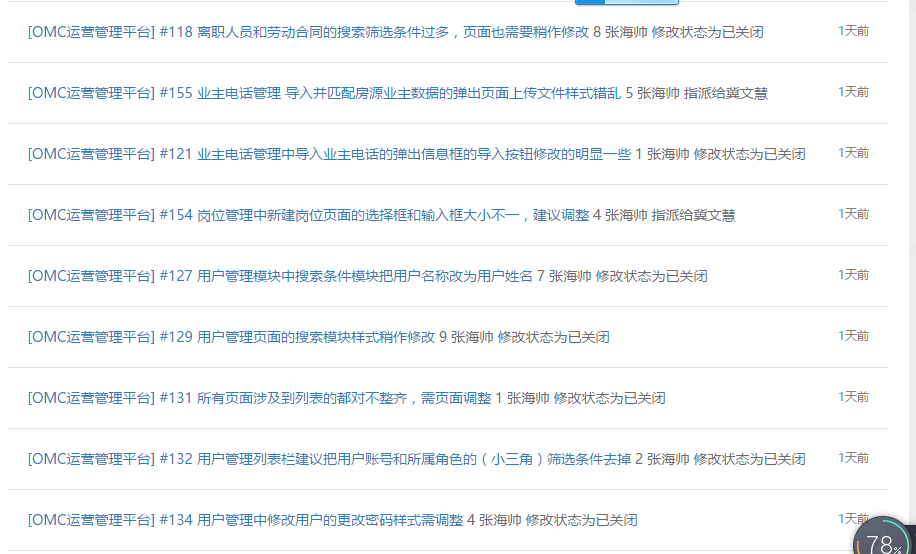 [OMC运营管理平台] #118 离职人员和劳动合同的搜索筛选条件过多，页面也需要稍作修改 8 张海帅 修改状态为已关闭 1天前
[OMC运营管理平台] #155 业主电话管理 导入并匹配房源业主数据的弹出页面上传文件样式错乱 5 张海帅 指派给冀文慧 1天前
[OMC运营管理平台] #121 业主电话管理中导入业主电话的弹出信息框的导入按钮修改的明显一些 1 张海帅 修改状态为已关闭 1天前
[OMC运营管理平台] #154 岗位管理中新建岗位页面的选择框和输入框大小不一，建议调整 4 张海帅 指派给冀文慧 1天前
[OMC运营管理平台] #127 用户管理模块中搜索条件模块把用户名称改为用户姓名 7 张海帅 修改状态为已关闭 1天前
[OMC运营管理平台] #129 用户管理页面的搜索模块样式稍作修改 9 张海帅 修改状态为已关闭 1天前
[OMC运营管理平台] #131 所有页面涉及到列表的都对不整齐，需页面调整 1 张海帅 修改状态为已关闭 1天前
[OMC运营管理平台] #132 用户管理列表栏建议把用户账号和所属角色的（小三角）筛选条件去掉 2 张海帅 修改状态为已关闭 1天前
[OMC运营管理平台] #134 用户管理中修改用户的更改密码样式需调整 4 张海帅 修改状态为已关闭 1天前
78%